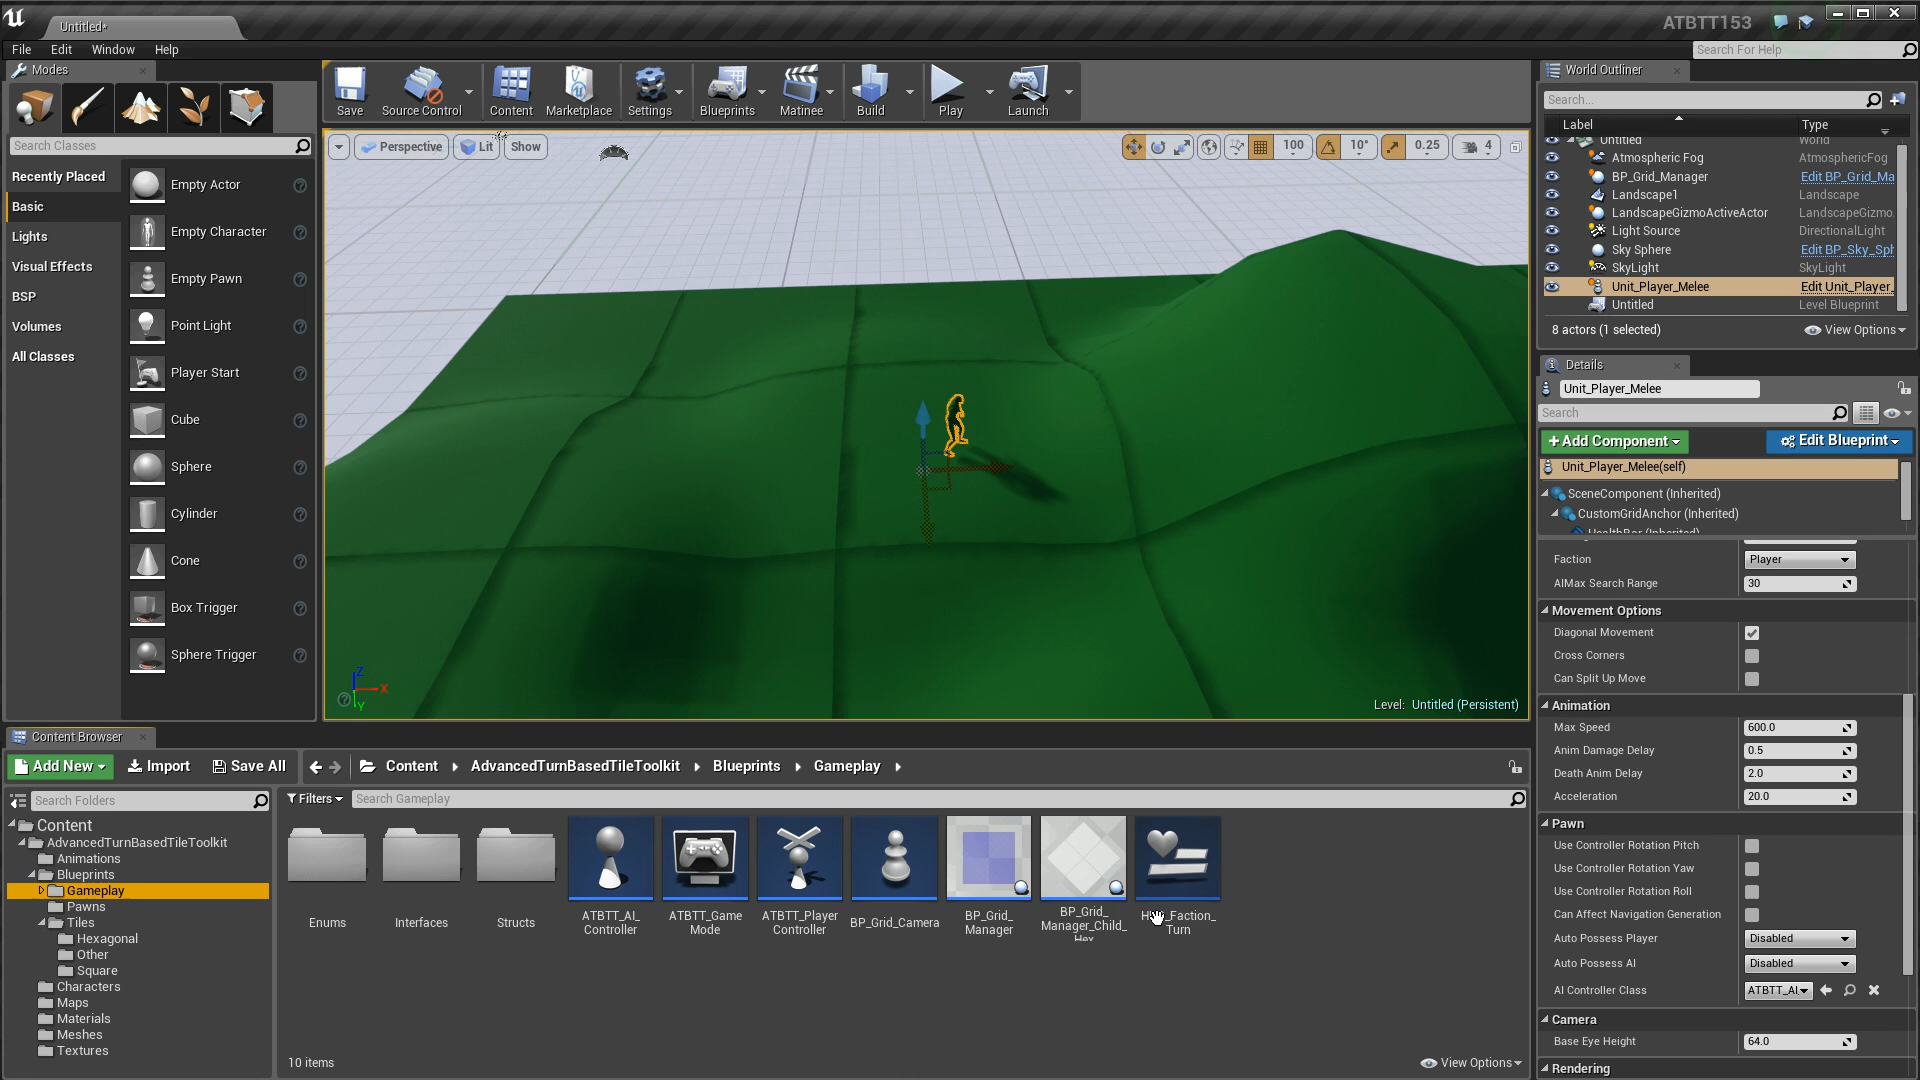 Untitled*
ATBTT153
File Edit Window Help
Search For Help
Modes
Search Classes
Recently Placed
Basic
Lights
Visual Effects
BSP
Volumes
All Classes
Empty Actor
Empty Character
Empty Pawn
Point Light
Player Start
Cube
Sphere
Cylinder
Cone
Box Trigger
Sphere Trigger
Save Source Control Content Marketplace Settings Blueprints Matinee Build Play Launch
Perspective Lit Show 100 10° 0.25 4
Z
X
Y
Level: Untitled (Persistent)
World Outliner
Search...
Label Type
Untitled World
Atmospheric Fog AtmosphericFog
BP_Grid_Manager Edit BP_Grid_Ma
Landscape1 Landscape
LandscapeGizmoActiveActor LandscapeGizmo
Light Source DirectionalLight
Sky Sphere Edit BP_Sky_Sph
SkyLight SkyLight
Unit_Player_Melee Edit Unit_Player_
Untitled Level Blueprint
8 actors (1 selected) View Options
Details
Unit_Player_Melee
Search
Add Component Edit Blueprint
Unit_Player_Melee(self)
SceneComponent (Inherited)
CustomGridAnchor (Inherited)
HealthBar (Inherited)
Faction Player
AIMax Search Range 30
Movement Options
Diagonal Movement
Cross Corners
Can Split Up Move
Animation
Max Speed 600.0
Anim Damage Delay 0.5
Death Anim Delay 2.0
Acceleration 20.0
Pawn
Use Controller Rotation Pitch
Use Controller Rotation Yaw
Use Controller Rotation Roll
Can Affect Navigation Generation
Auto Possess Player Disabled
Auto Possess AI Disabled
AI Controller Class ATBTT_AI
Camera
Base Eye Height 64.0
Rendering
Content Browser
Add New Import Save All Content AdvancedTurnBasedTileToolkit Blueprints Gameplay
Search Folders
Filters Search Gameplay
Content
AdvancedTurnBasedTileToolkit
Animations
Blueprints
Gameplay
Pawns
Tiles
Hexagonal
Other
Square
Characters
Maps
Materials
Meshes
Textures
Enums
Interfaces
Structs
ATBTT_AI_
Controller
ATBTT_Game
Mode
ATBTT_Player
Controller
BP_Grid_Camera
BP_Grid_
Manager
BP_Grid_
Manager_Child_
Hex
Faction_
Turn
10 items
View Options